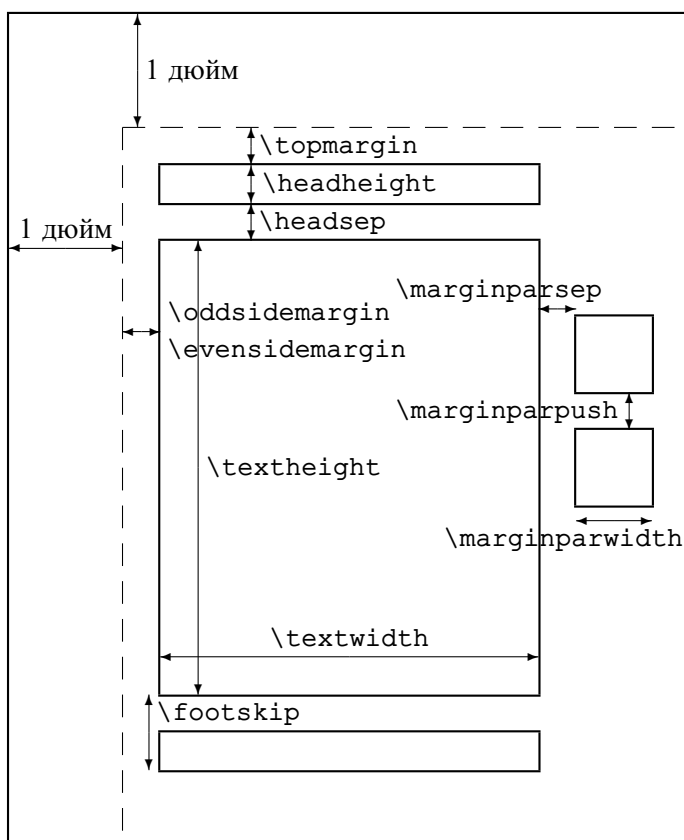 1 дюйм
\topmargin
\headheight
\headsep
1 дюйм
\marginparsep
\oddsidemargin
\evensidemargin
\marginparpush
\textheight
\marginparwidth
\textwidth
\footskip